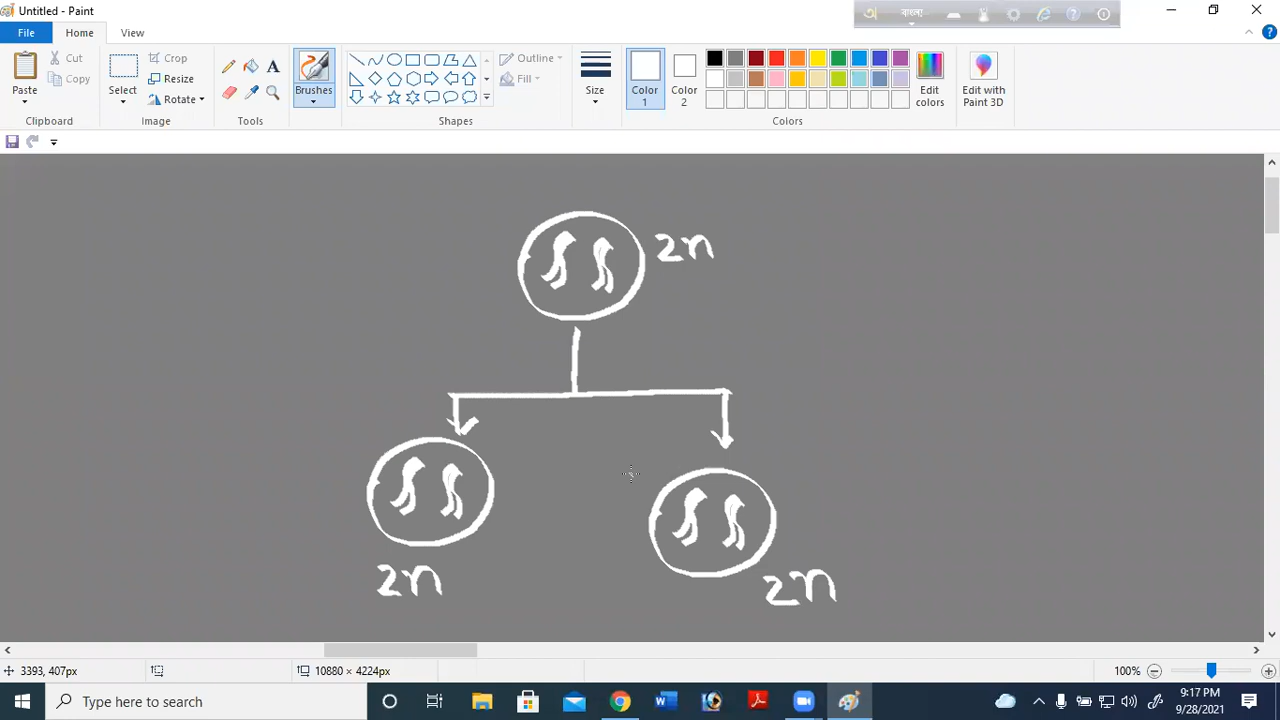 Untitled - Paint
বাংলা
File
Home
View
Paste
Cut
Copy
Clipboard
Select
Crop
Resize
Rotate
Image
A
Tools
Brushes
Outline
Fill
Shapes
Size
Color 1
Color 2
Edit colors
Colors
Edit with Paint 3D
2n
2n
2n
3393, 407px
10880 × 4224px
100%
Type here to search
9:17 PM
9/28/2021